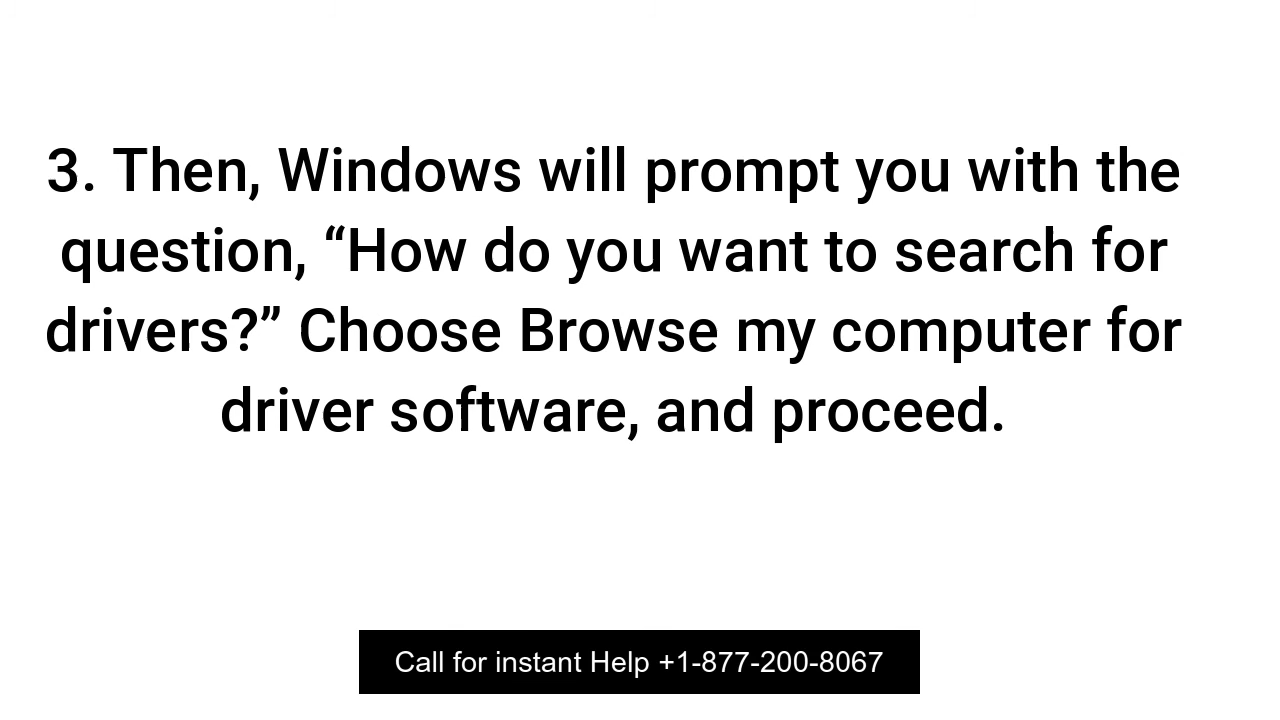 3. Then, Windows will prompt you with the
question, “How do you want to search for
drivers?” Choose Browse my computer for
driver software, and proceed.
Call for instant Help +1-877-200-8067